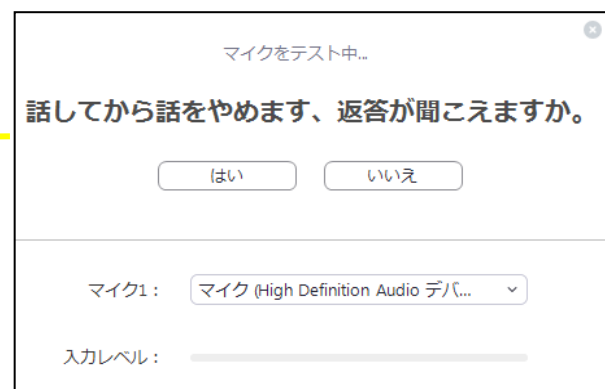 マイクをテスト中...
話してから話をやめます、返答が聞こえますか。
はい
いいえ
マイク1：
マイク (High Definition Audio デバ...
入力レベル：